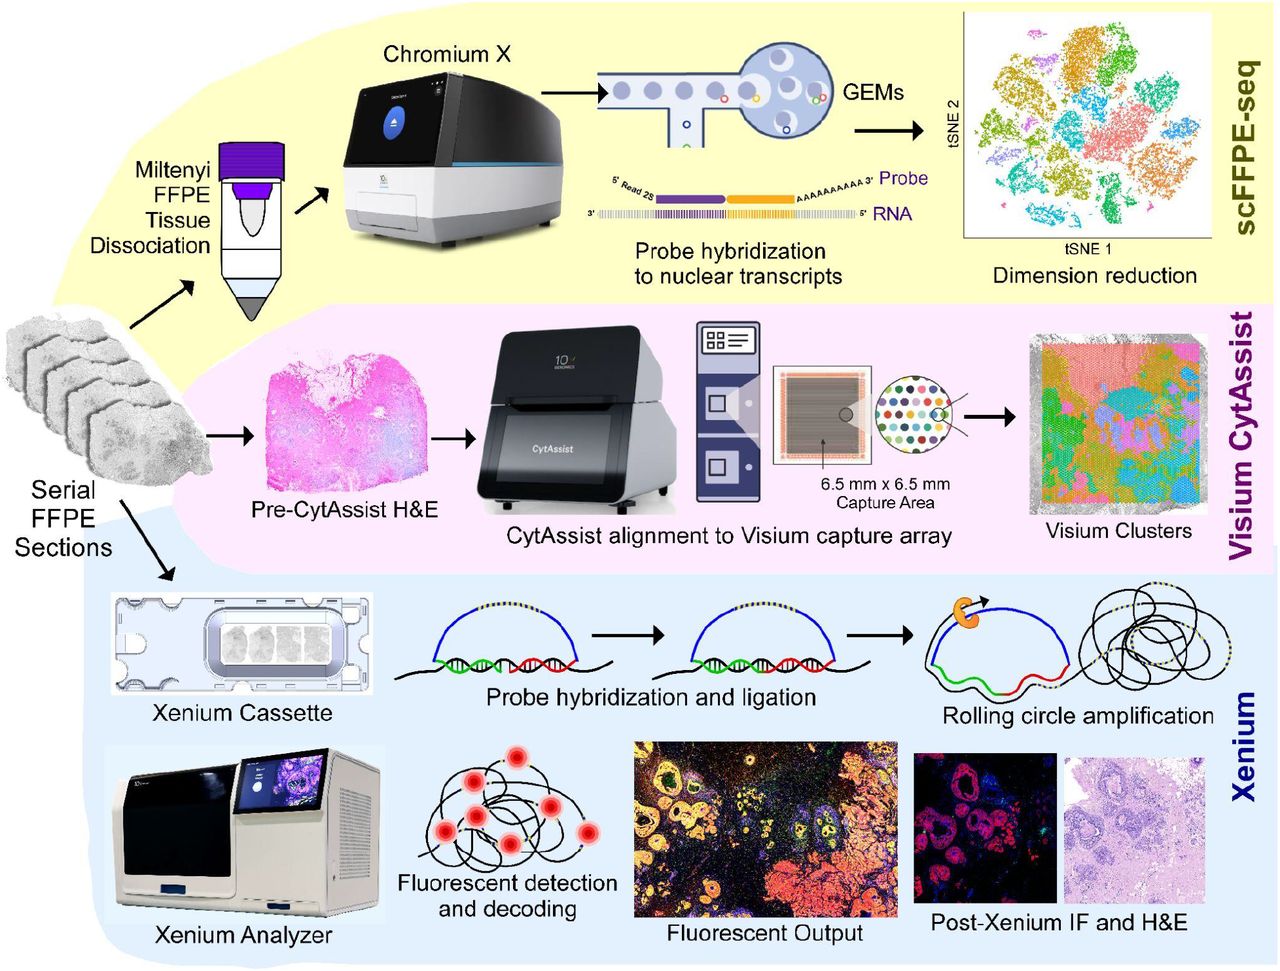 Chromium X
GEMs
Miltenyi
FFPE
Tissue
Dissociation
5' Read 2S
AAAAAAAAA 3'
Probe
3'
5'
RNA
Probe hybridization
to nuclear transcripts
tSNE 2
tSNE 1
Dimension reduction
scFFPE-seq
Serial
FFPE
Sections
Pre-CytAssist H&E
10x
GENOMICS
CytAssist
6.5 mm x 6.5 mm
Capture Area
CytAssist alignment to Visium capture array
Visium Clusters
Visium CytAssist
Xenium Cassette
Probe hybridization and ligation
Rolling circle amplification
Xenium
Xenium Analyzer
Fluorescent detection
and decoding
Fluorescent Output
Post-Xenium IF and H&E